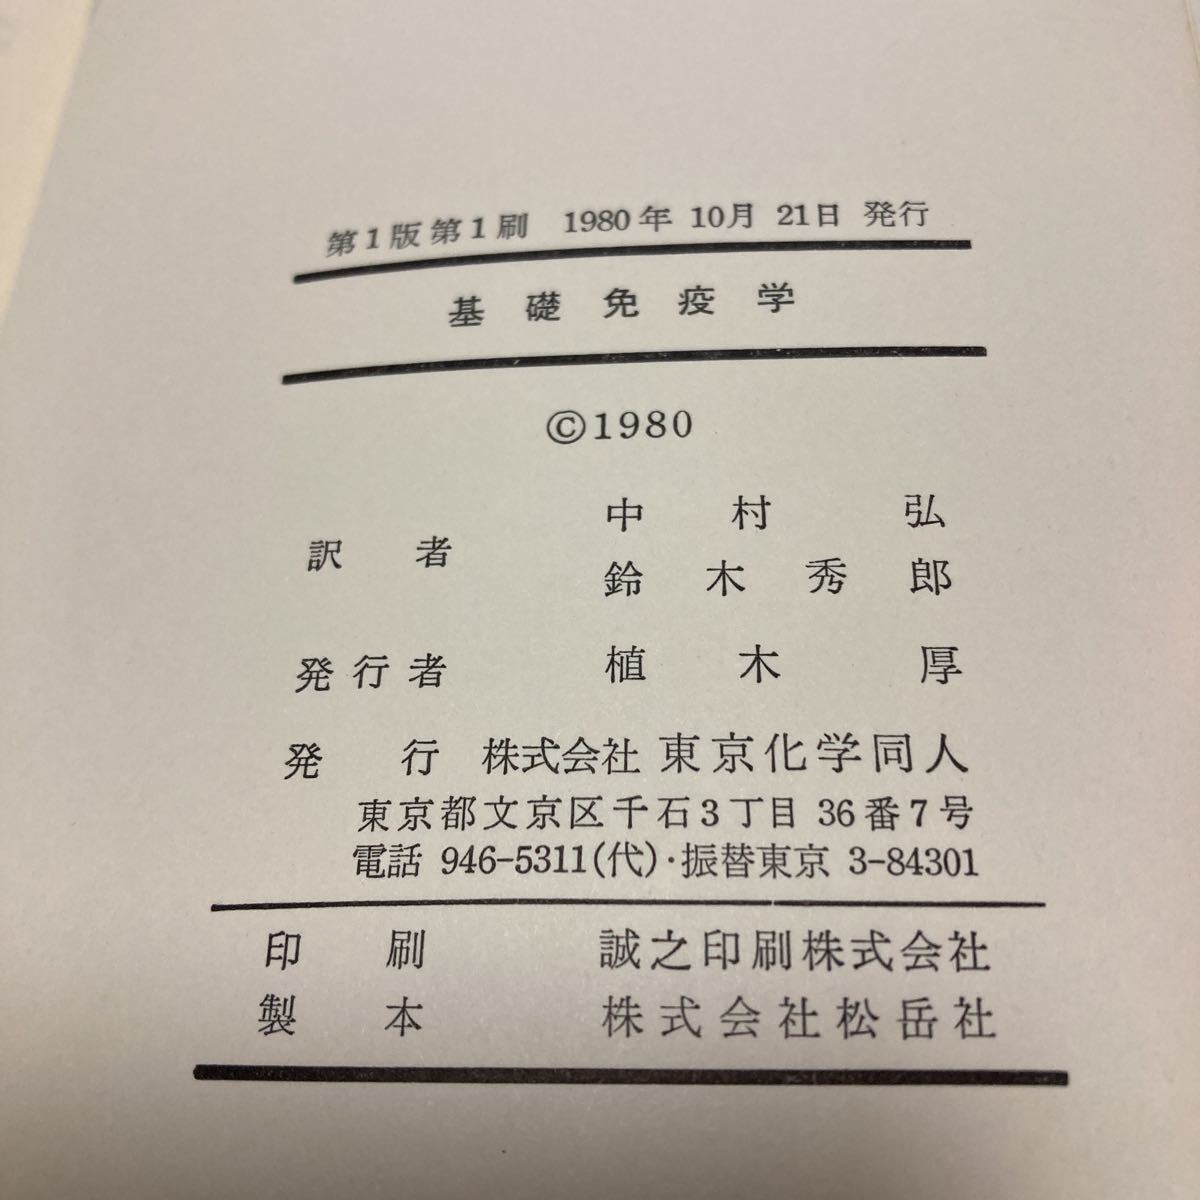 第1版第1刷 1980年 10月 21日 発行
基礎免疫学
©1980
訳者 中村弘
鈴木秀郎
発行者 植木厚
発行 株式会社 東京化学同人
東京都文京区千石3丁目36番7号
電話 946-5311(代)・振替東京 3-84301
印刷 誠之印刷株式会社
製本 株式会社松岳社